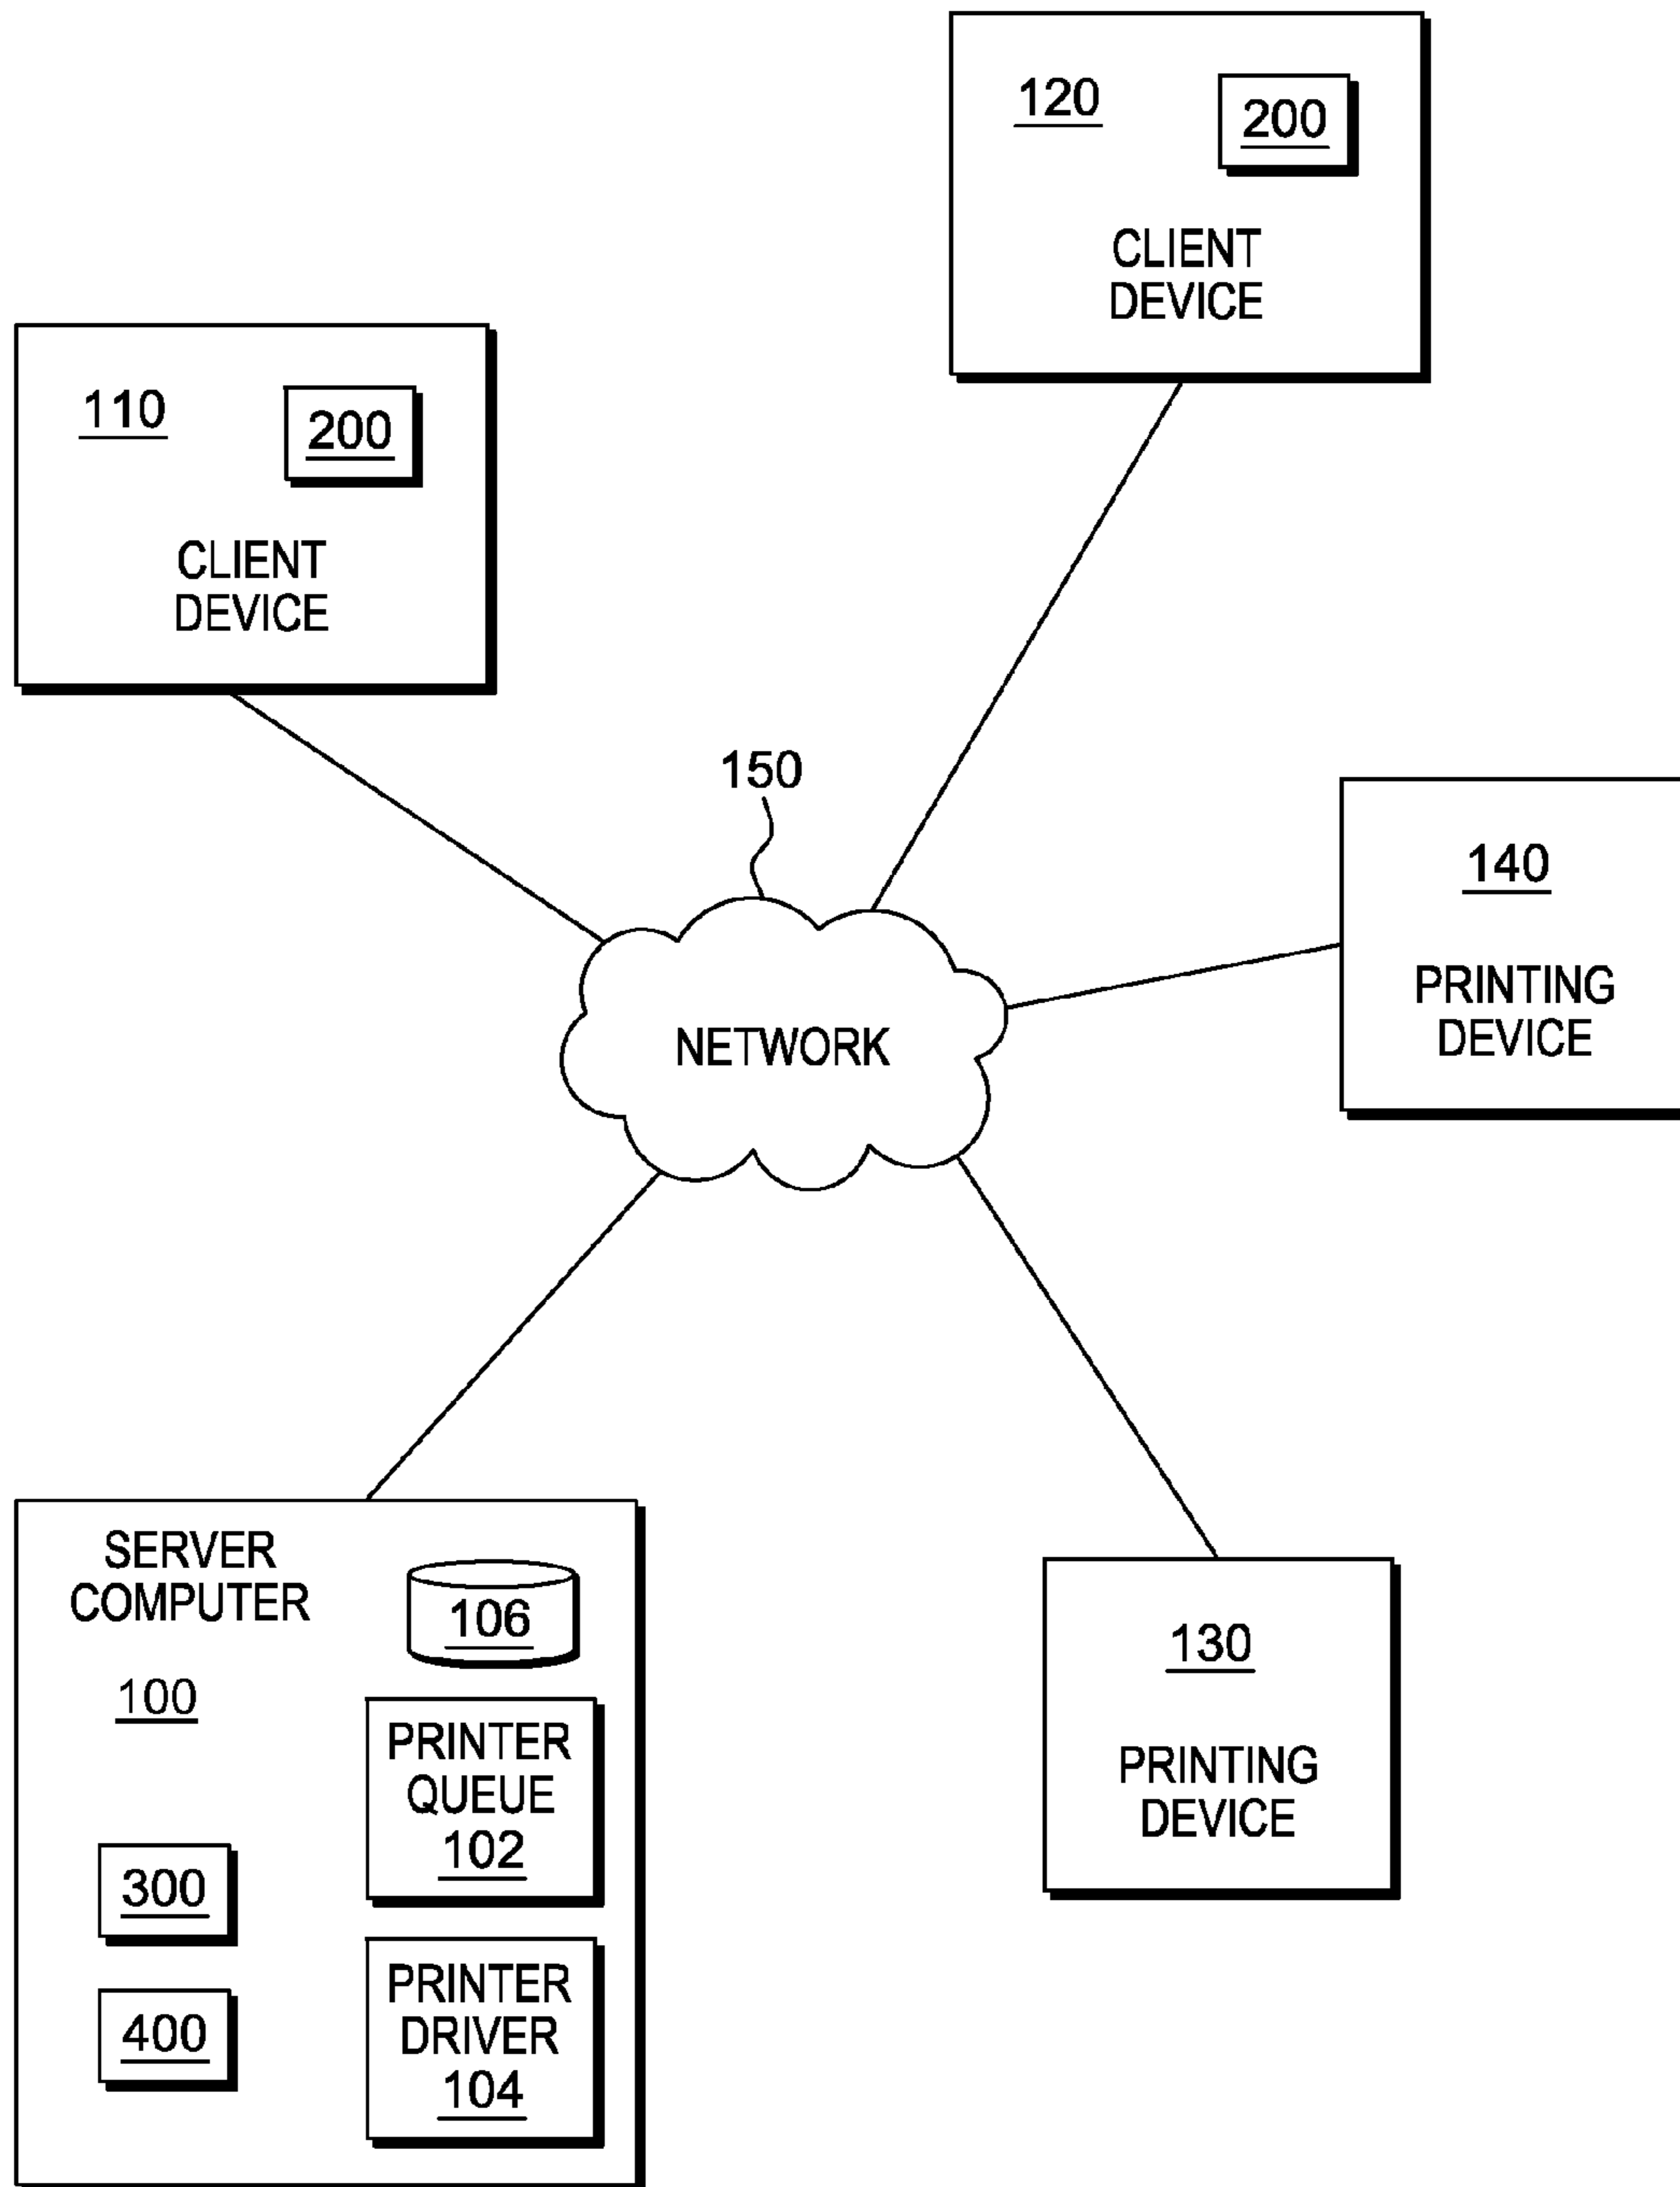 120
200
CLIENT
DEVICE
110
200
CLIENT
DEVICE
150
140
PRINTING
DEVICE
NETWORK
SERVER
COMPUTER
106
100
PRINTER
QUEUE
102
300
400
PRINTER
DRIVER
104
130
PRINTING
DEVICE